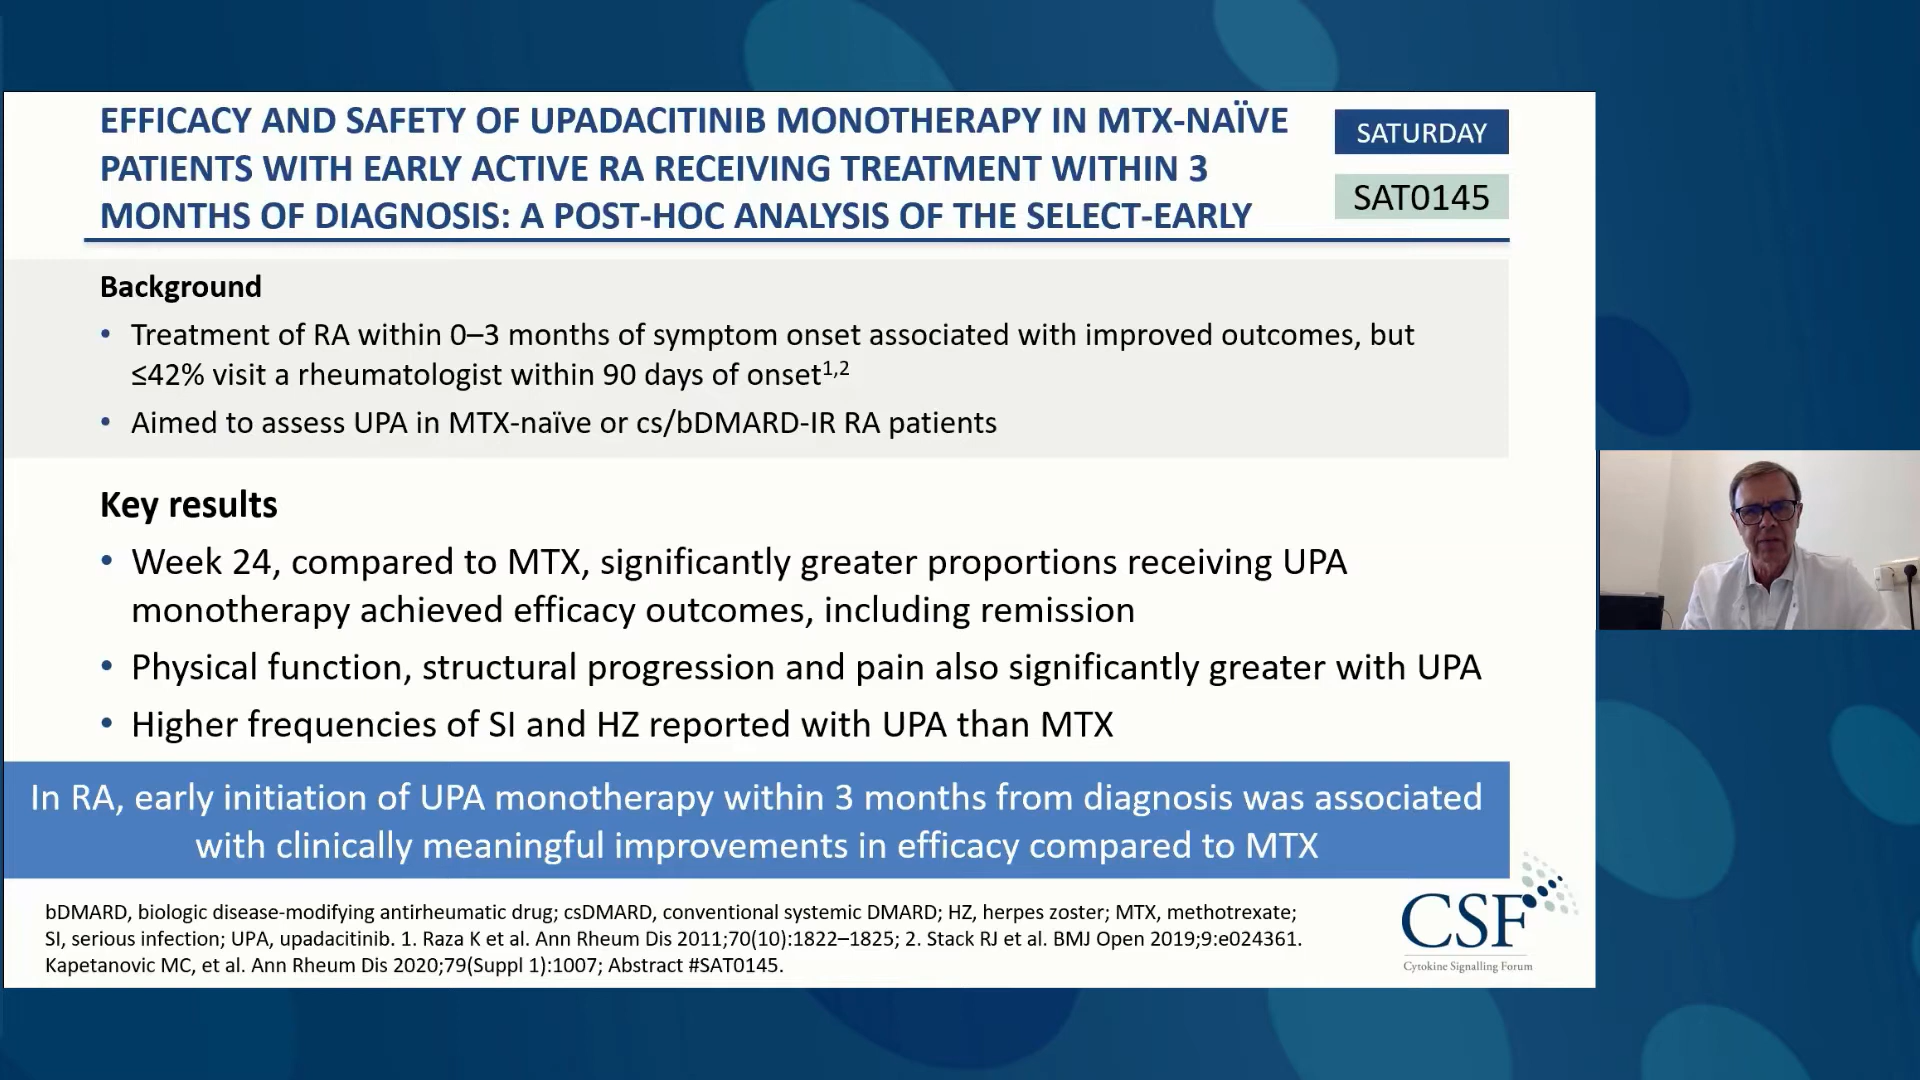 EFFICACY AND SAFETY OF UPADACITINIB MONOTHERAPY IN MTX-NAÏVE
PATIENTS WITH EARLY ACTIVE RA RECEIVING TREATMENT WITHIN 3
MONTHS OF DIAGNOSIS: A POST-HOC ANALYSIS OF THE SELECT-EARLY
SATURDAY
SAT0145
Background
• Treatment of RA within 0–3 months of symptom onset associated with improved outcomes, but
≤42% visit a rheumatologist within 90 days of onset1,2
• Aimed to assess UPA in MTX-naïve or cs/bDMARD-IR RA patients
Key results
• Week 24, compared to MTX, significantly greater proportions receiving UPA
monotherapy achieved efficacy outcomes, including remission
• Physical function, structural progression and pain also significantly greater with UPA
• Higher frequencies of SI and HZ reported with UPA than MTX
In RA, early initiation of UPA monotherapy within 3 months from diagnosis was associated
with clinically meaningful improvements in efficacy compared to MTX
bDMARD, biologic disease-modifying antirheumatic drug; csDMARD, conventional systemic DMARD; HZ, herpes zoster; MTX, methotrexate;
SI, serious infection; UPA, upadacitinib. 1. Raza K et al. Ann Rheum Dis 2011;70(10):1822–1825; 2. Stack RJ et al. BMJ Open 2019;9:e024361.
Kapetanovic MC, et al. Ann Rheum Dis 2020;79(Suppl 1):1007; Abstract #SAT0145.
CSF
Cytokine Signalling Forum